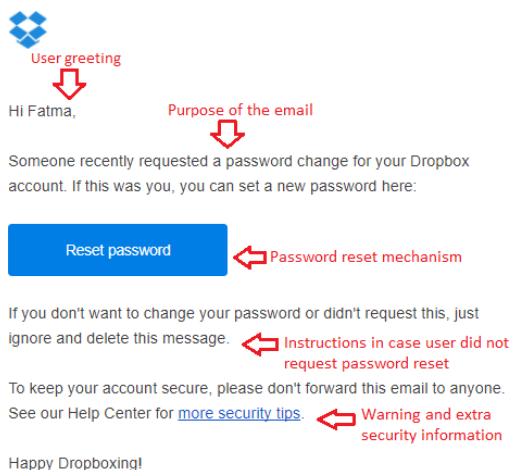 User greeting
Hi Fatma,
Purpose of the email
Someone recently requested a password change for your Dropbox
account. If this was you, you can set a new password here:
Reset password
Password reset mechanism
If you don't want to change your password or didn't request this, just
ignore and delete this message.
Instructions in case user did not
request password reset
To keep your account secure, please don't forward this email to anyone.
See our Help Center for more security tips.
Warning and extra
security information
Happy Dropboxing!